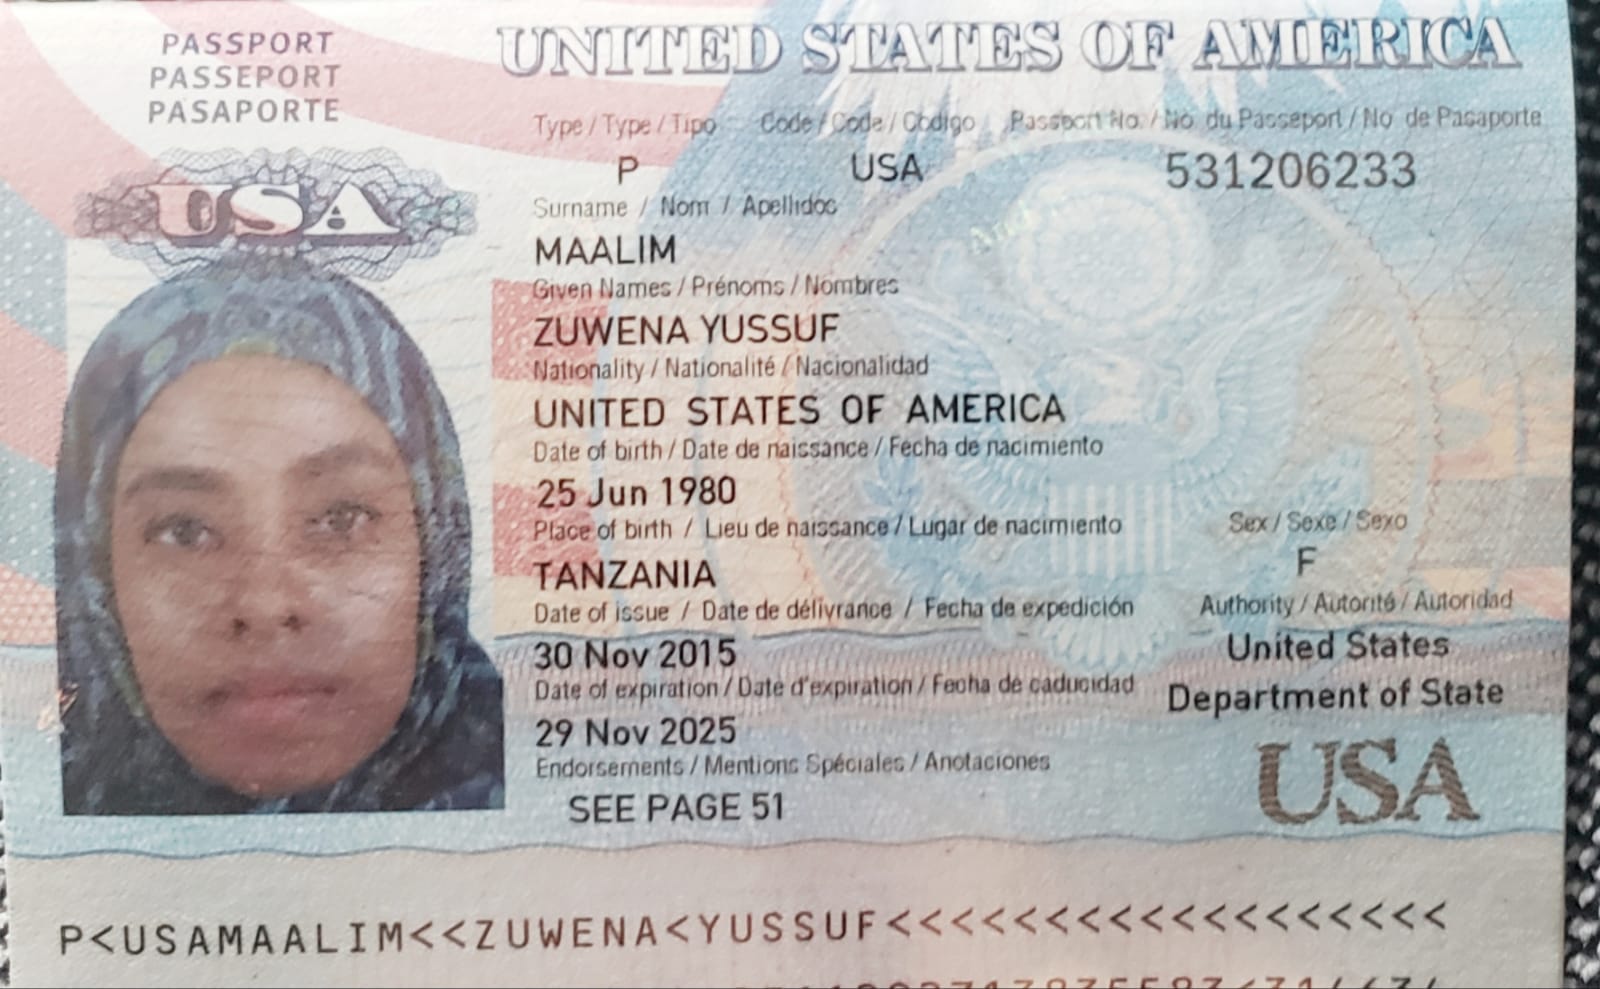 PASSPORT
PASSEPORT
PASAPORTE
USA
UNITED STATES OF AMERICA
Type / Type / Tipo Code / Code / Código Passport No. / No. du Passeport / No. de Pasaporte
P USA 531206233
Surname / Nom / Apellidos
MAALIM
Given Names / Prénoms / Nombres
ZUWENA YUSSUF
Nationality / Nationalité / Nacionalidad
UNITED STATES OF AMERICA
Date of birth / Date de naissance / Fecha de nacimiento
25 Jun 1980
Place of birth / Lieu de naissance / Lugar de nacimiento Sex / Sexe / Sexo
TANZANIA F
Date of issue / Date de délivrance / Fecha de expedición Authority / Autorité / Autoridad
30 Nov 2015 United States
Date of expiration / Date d'expiration / Fecha de caducidad Department of State
29 Nov 2025
Endorsements / Mentions Spéciales / Anotaciones
SEE PAGE 51
USA
P<USAMAALIM<<ZUWENA<YUSSUF<<<<<<<<<<<<<<<<<<